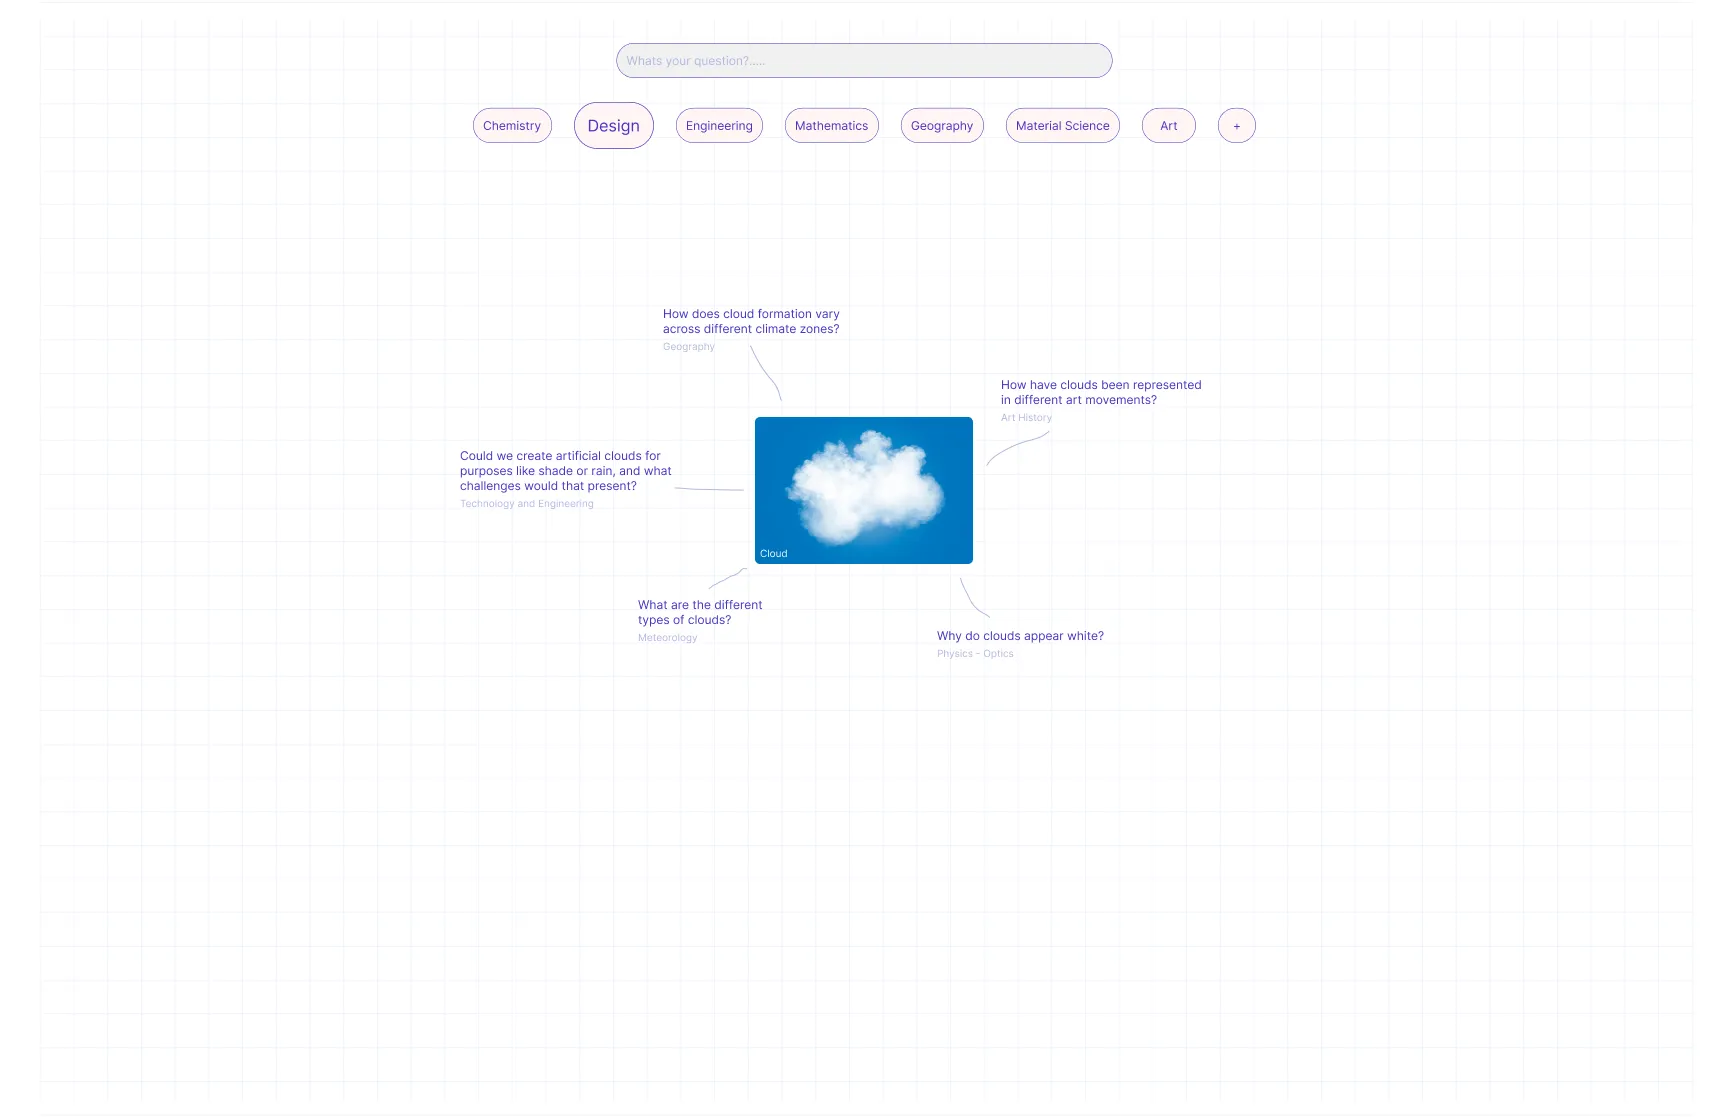 Whats your question?.....
Chemistry
Design
Engineering
Mathematics
Geography
Material Science
Art
+
How does cloud formation vary
across different climate zones?
Geography
How have clouds been represented
in different art movements?
Art History
Could we create artificial clouds for
purposes like shade or rain, and what
challenges would that present?
Technology and Engineering
Cloud
What are the different
types of clouds?
Meteorology
Why do clouds appear white?
Physics - Optics